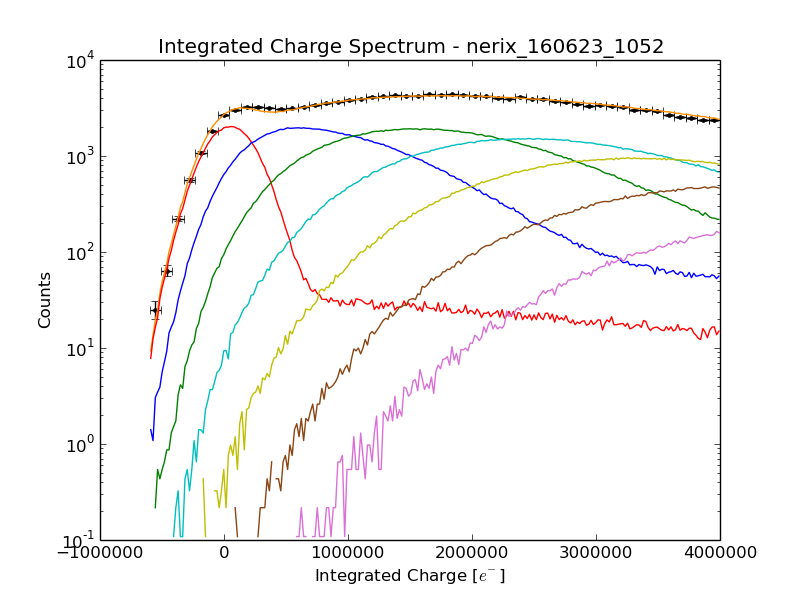 Integrated Charge Spectrum - nerix_160623_1052
10^4
10^3
10^2
10^1
10^0
10^-1
Counts
−1000000 0 1000000 2000000 3000000 4000000
Integrated Charge [e^-]